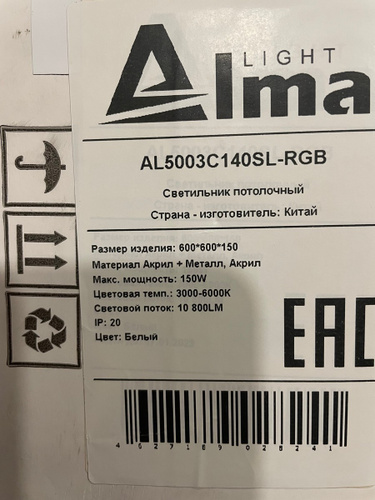 LIGHT
Alma
AL5003C140SL-RGB
Светильник потолочный
Страна - изготовитель: Китай
Размер изделия: 600*600*150
Материал Акрил + Металл, Акрил
Макс. мощность: 150W
Цветовая темп.: 3000-6000K
Световой поток: 10 800LM
IP: 20
Цвет: Белый
EAC